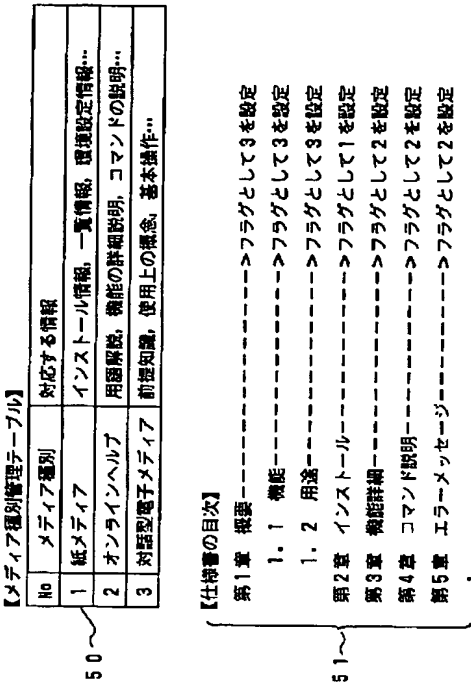 【メディア種別管理テーブル】
No メディア種別 対応する情報
1 紙メディア インストール情報, 一覧情報, 環境設定情報…
2 オンラインヘルプ 用語解説, 機能の詳細説明, コマンドの説明…
3 対話型電子メディア 前提知識, 使用上の概念, 基本操作…
50
【仕様書の目次】
第1章 概要------------------>フラグとして3を設定
1.1 機能--------------->フラグとして3を設定
1.2 用途--------------->フラグとして3を設定
第2章 インストール------------>フラグとして1を設定
第3章 機能詳細--------------->フラグとして2を設定
第4章 コマンド説明------------>フラグとして2を設定
第5章 エラーメッセージ--------->フラグとして2を設定
51